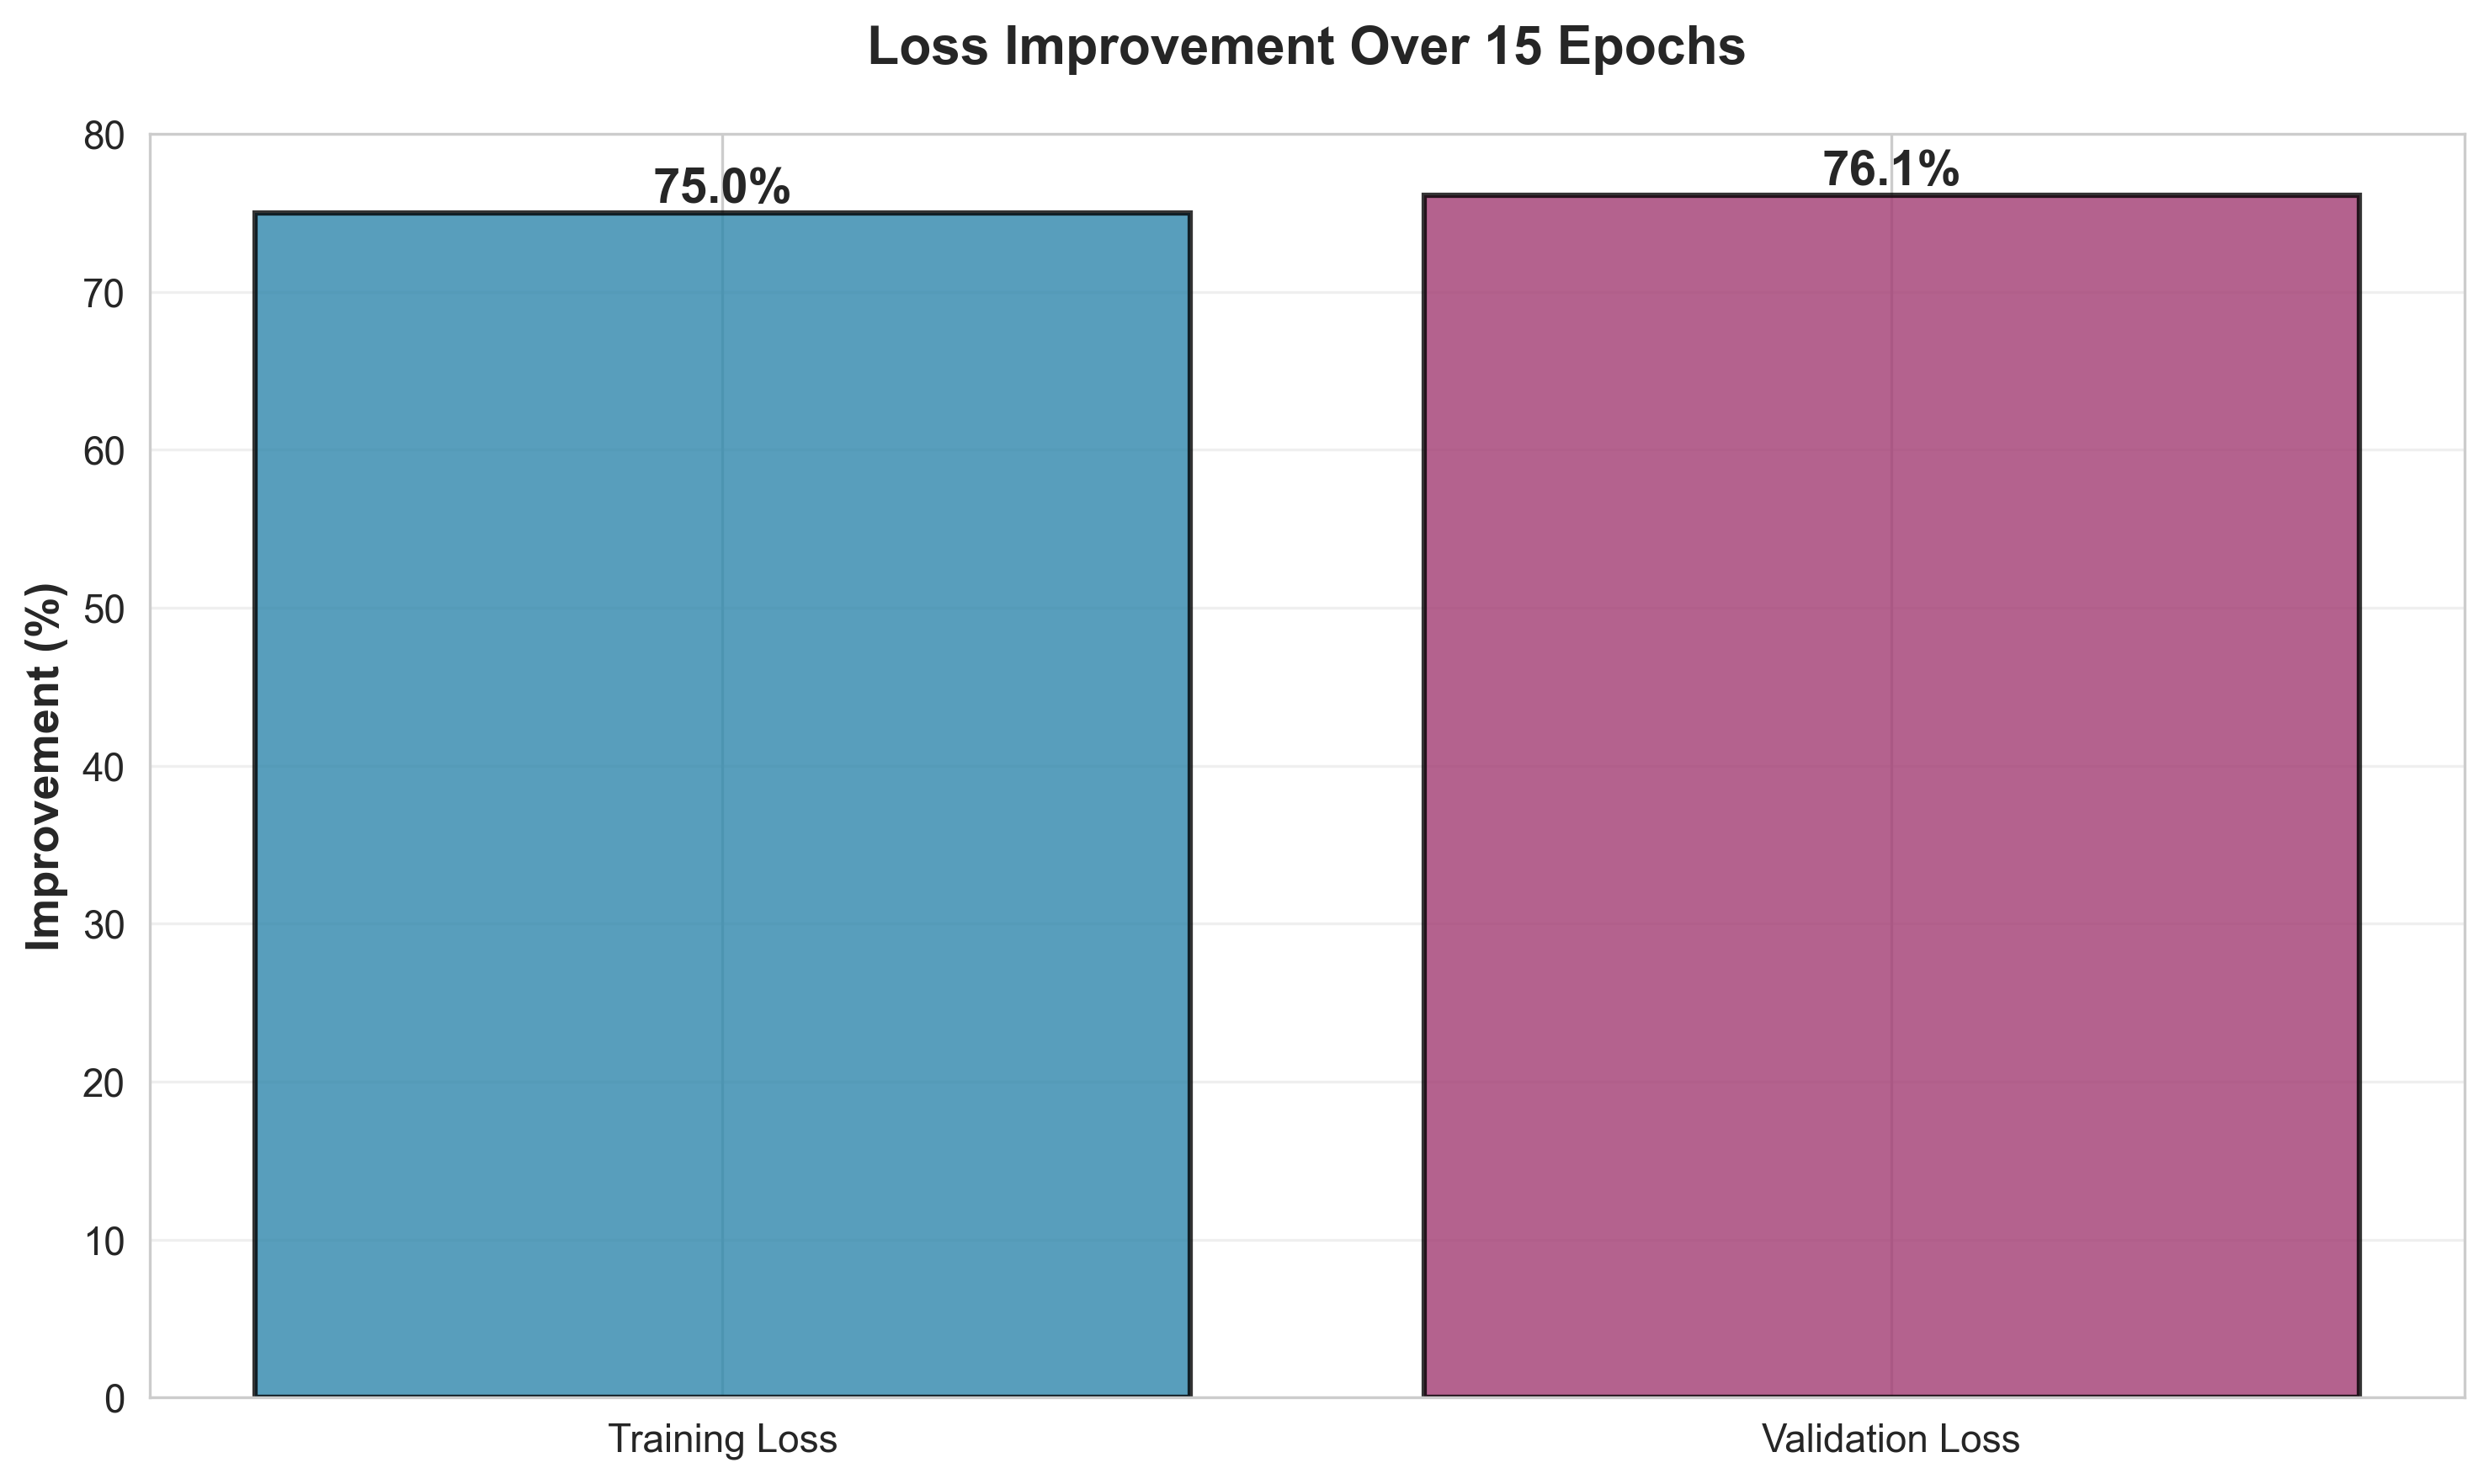 Loss Improvement Over 15 Epochs
Improvement (%)
80
70
60
50
40
30
20
10
0
75.0%
76.1%
Training Loss
Validation Loss